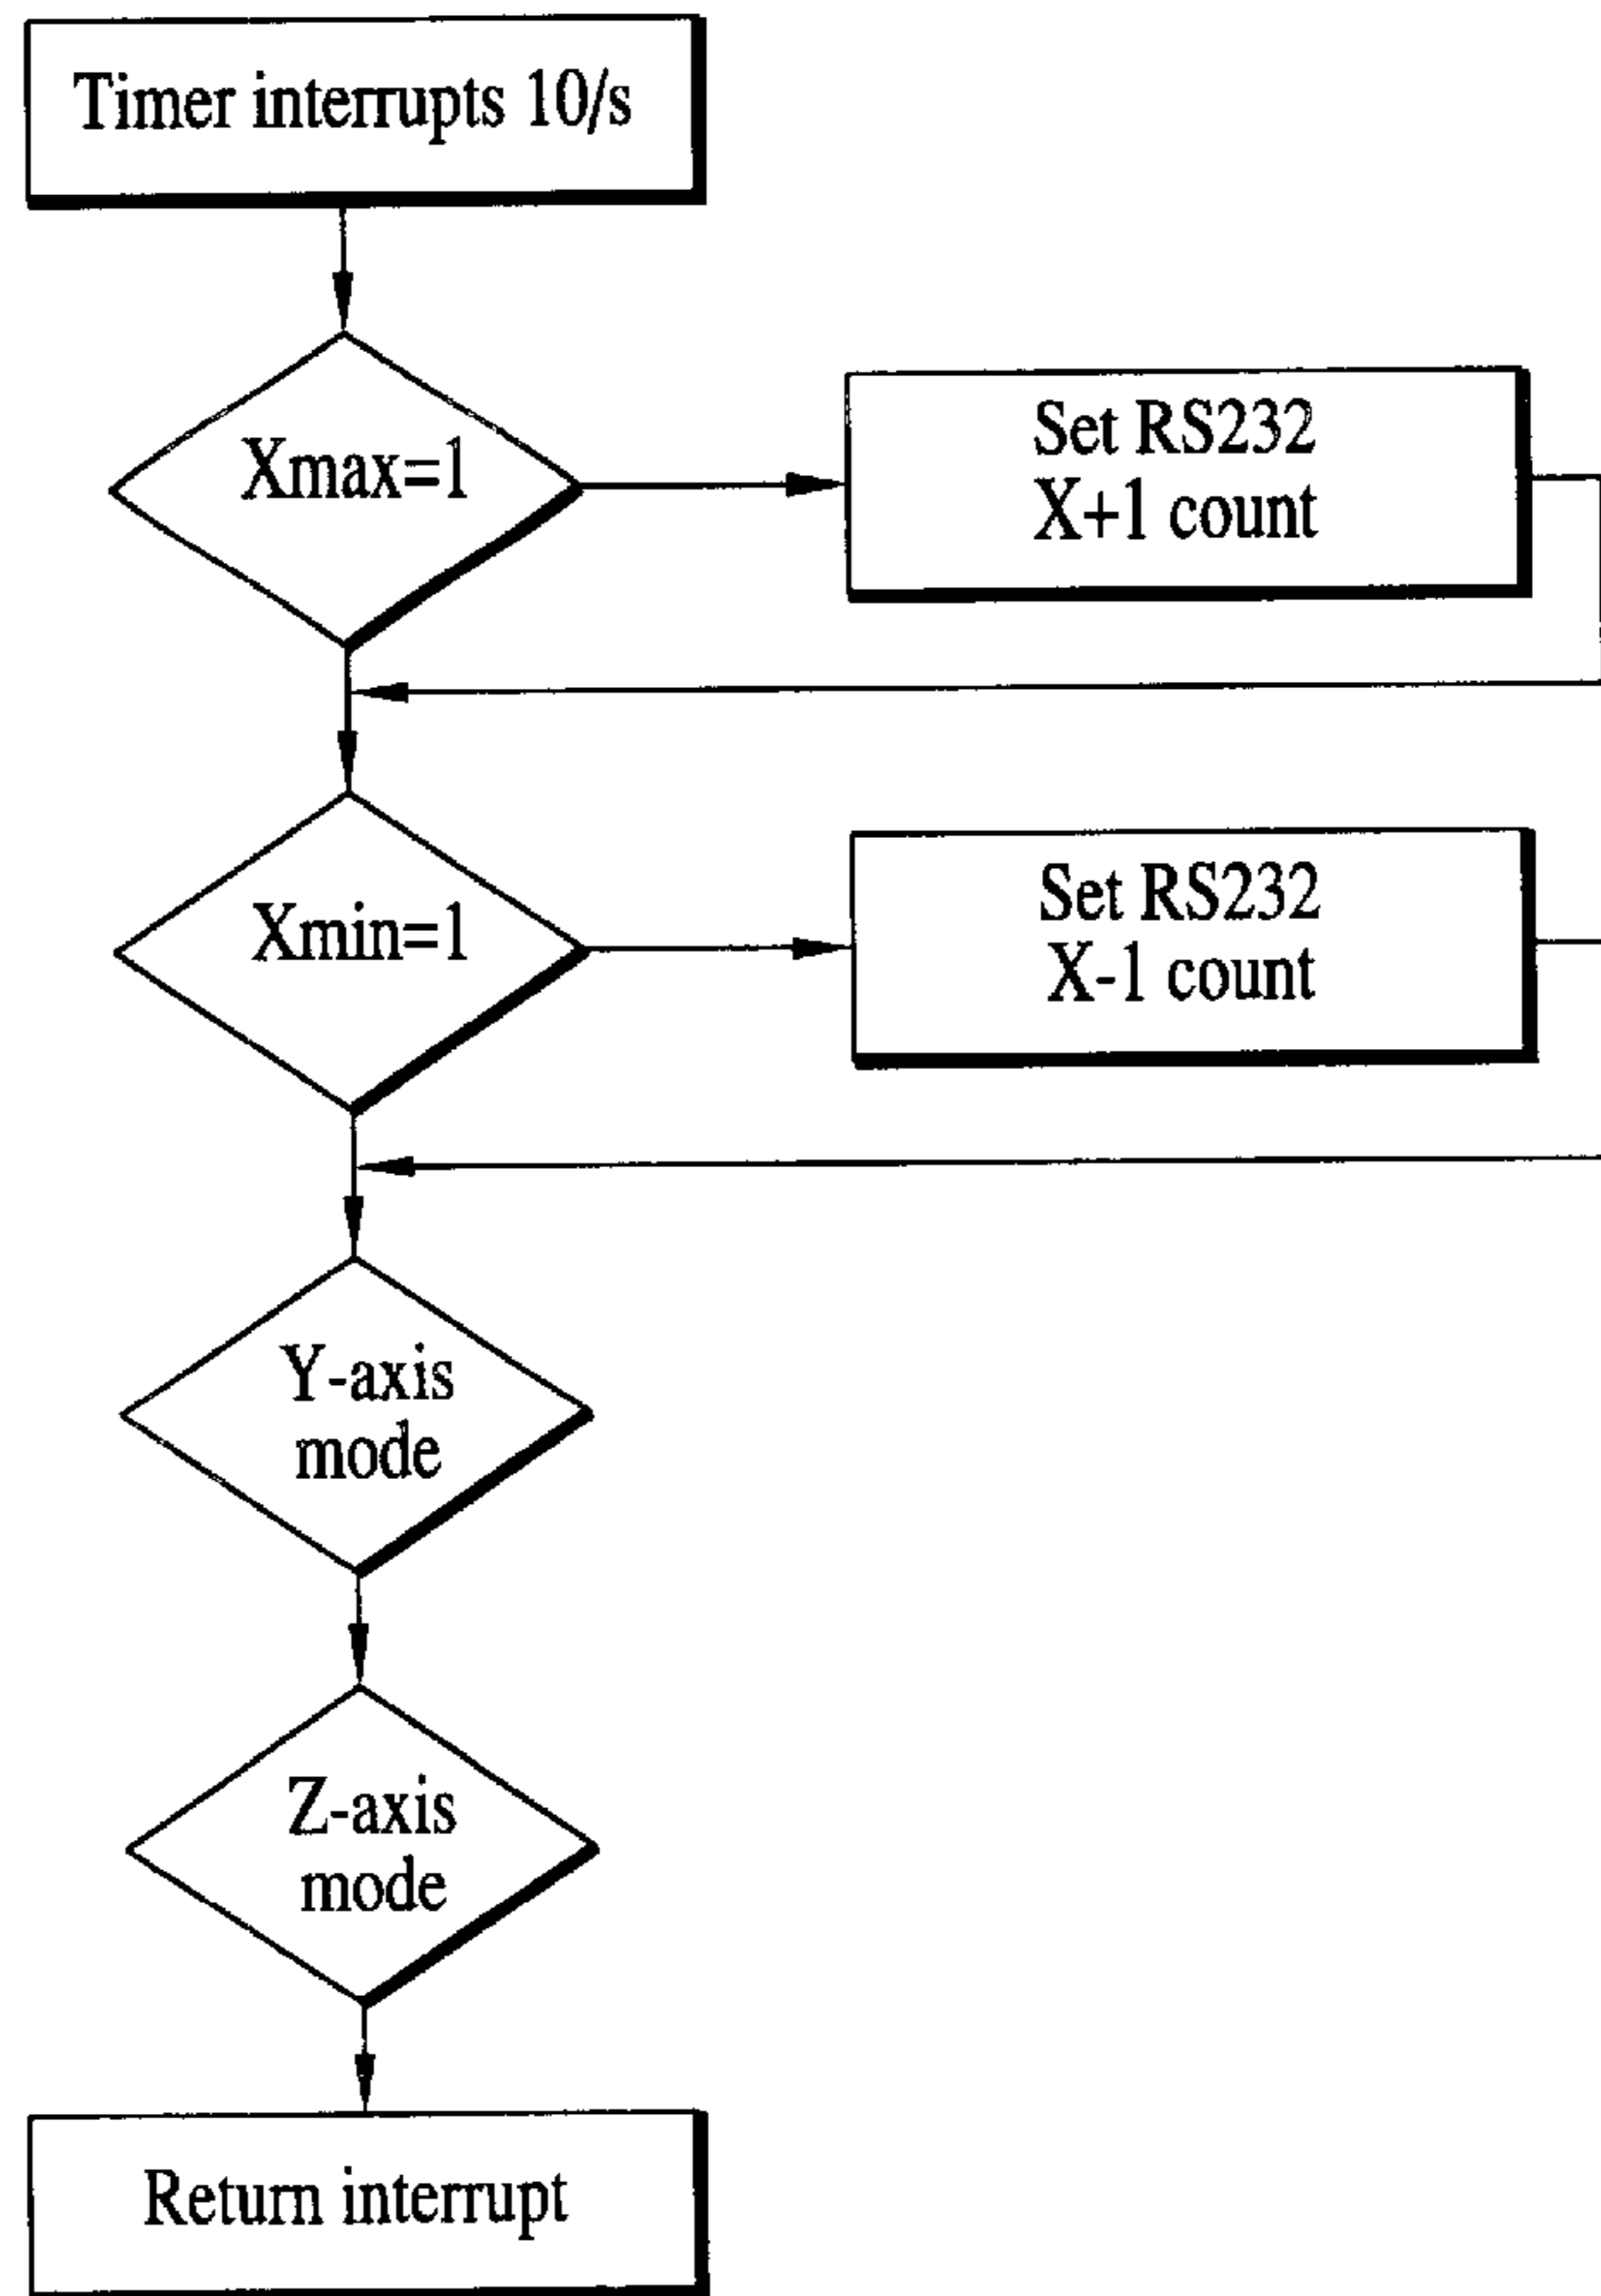 Timer interrupts 10/s
Xmax=1
Set RS232
X+1 count
Xmin=1
Set RS232
X-1 count
Y-axis
mode
Z-axis
mode
Return interrupt